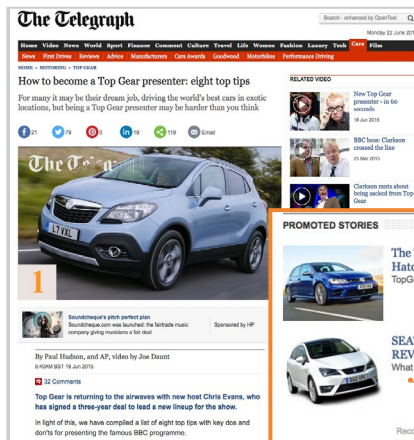 The Telegraph
Search - enhanced by OpenText
Monday 22 June 201
Home Video News World Sport Finance Comment Culture Travel Life Women Fashion Luxury Tech Cars Film
News First Drives Reviews Advice Manufacturers Cars Awards Goodwood Motorbikes Performance Driving
HOME » MOTORING » TOP GEAR
How to become a Top Gear presenter: eight top tips
For many it may be their dream job, driving the world's best cars in exotic
locations, but being a Top Gear presenter may be harder than you think
21 79 0 19 119 Email
The Telegra
L7 VXL
1
Soundcheque's pitch perfect plan
Soundcheque.com was launched: the fairtrade music
company giving musicians a fair deal
Sponsored by HP
By Paul Hudson, and AP, video by Joe Daunt
6:40AM BST 19 Jun 2015
32 Comments
Top Gear is returning to the airwaves with new host Chris Evans, who
has signed a three-year deal to lead a new lineup for the show.
In light of this, we have compiled a list of eight top tips with key dos and
don'ts for presenting the famous BBC programme.
RELATED VIDEO
New Top Gear
presenter - in 60
seconds
16 Jun 2015
BBC boss: Clarkson
crossed the line
25 Mar 2015
Clarkson rants about
being sacked from Top
Gear
PROMOTED STORIES
The
Hatc
TopG
SEA
REV
What
Reco